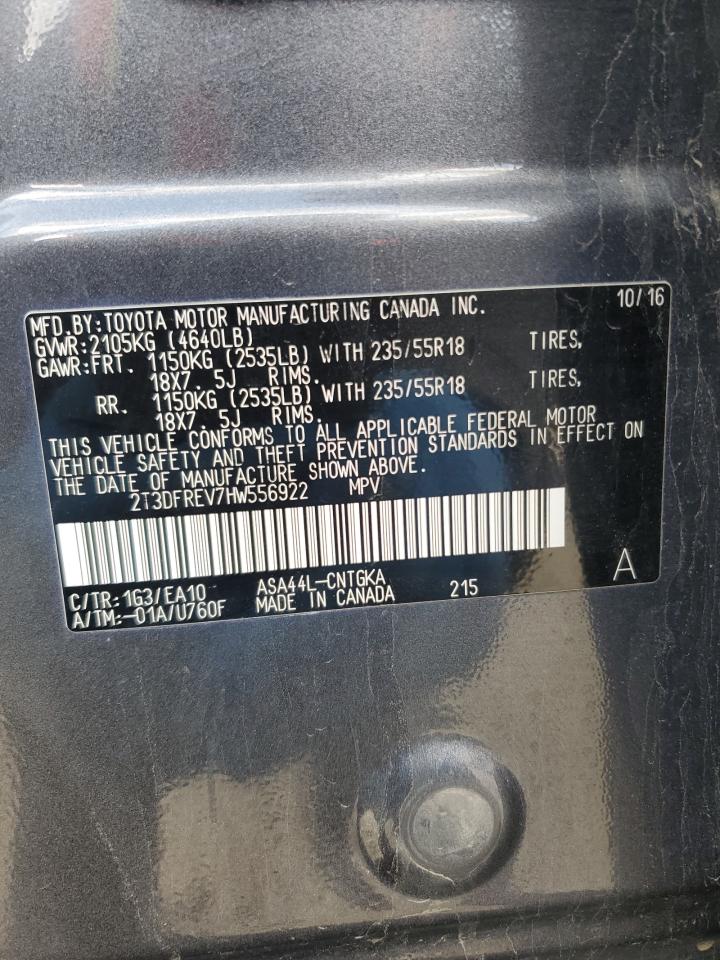 MFD.BY:TOYOTA MOTOR MANUFACTURING CANADA INC. 10/16
GVWR:2105KG (4640LB)
GAWR:FRT. 1150KG (2535LB) WITH 235/55R18 TIRES,
18X7. 5J RIMS.
RR. 1150KG (2535LB) WITH 235/55R18 TIRES,
18X7. 5J RIMS.
THIS VEHICLE CONFORMS TO ALL APPLICABLE FEDERAL MOTOR
VEHICLE SAFETY AND THEFT PREVENTION STANDARDS IN EFFECT ON
THE DATE OF MANUFACTURE SHOWN ABOVE.
2T3DFREV7HW556922 MPV
C/TR:1G3/EA10 ASA44L-CNTGKA 215 A
A/TM:-01A/U760F MADE IN CANADA